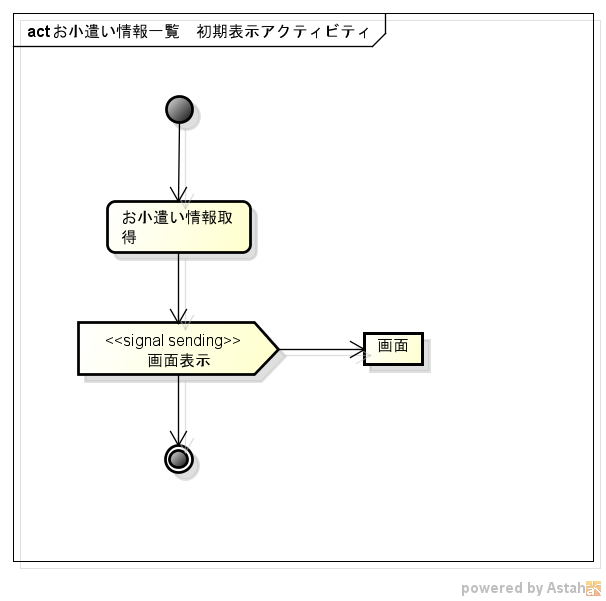 act お小遣い情報一覧　初期表示アクティビティ
お小遣い情報取
得
<<signal sending>>
画面表示
画面
powered by Astah